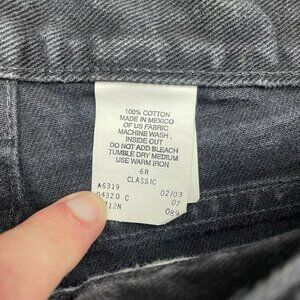 100% COTTON
MADE IN MEXICO
OF US FABRIC
MACHINE WASH,
INSIDE OUT
DO NOT ADD BLEACH
TUMBLE DRY MEDIUM
USE WARM IRON
6R
CLASSIC
A6319 02/03
04320 C 07
12N 089